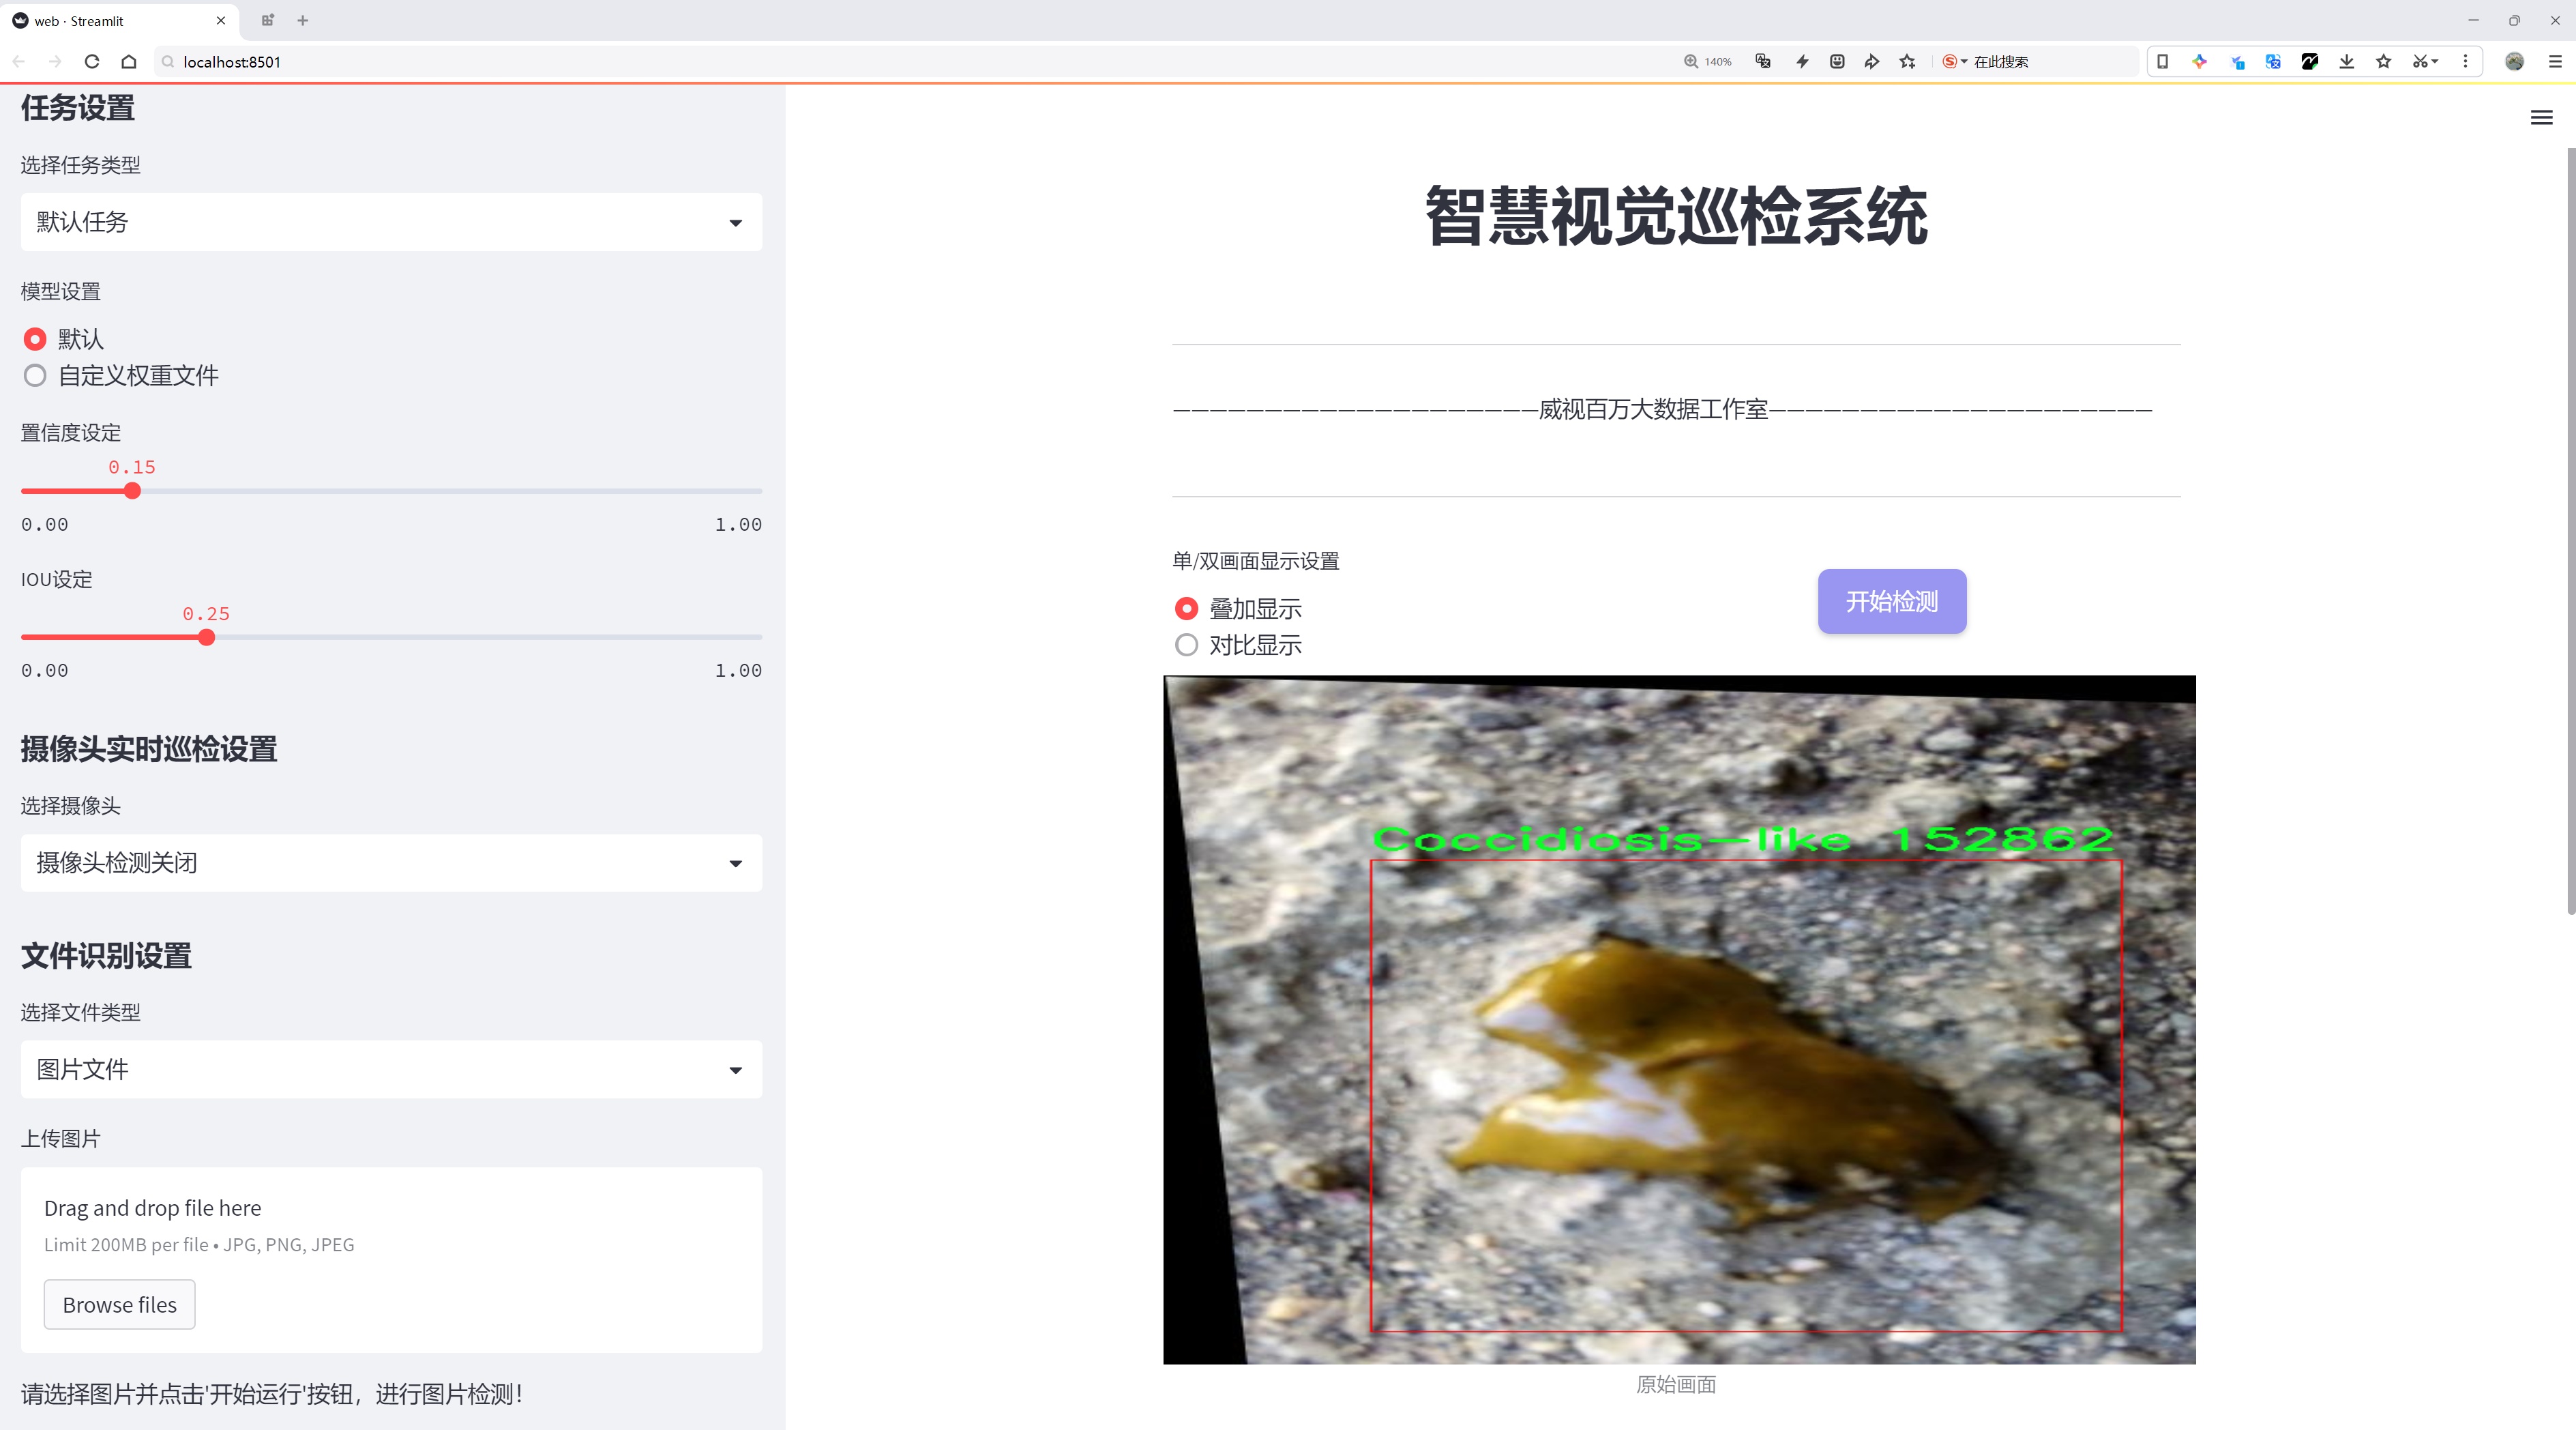 web · Streamlit
localhost:8501
140%
在此搜索
任务设置
选择任务类型
默认任务
模型设置
默认
自定义权重文件
置信度设定
0.15
0.00 1.00
IOU设定
0.25
0.00 1.00
摄像头实时巡检设置
选择摄像头
摄像头检测关闭
文件识别设置
选择文件类型
图片文件
上传图片
Drag and drop file here
Limit 200MB per file • JPG, PNG, JPEG
Browse files
请选择图片并点击'开始运行'按钮，进行图片检测！
智慧视觉巡检系统
————————————————————威视百万大数据工作室—————————————————————
单/双画面显示设置
叠加显示
对比显示
开始检测
Coccidiosis-like 152862
原始画面